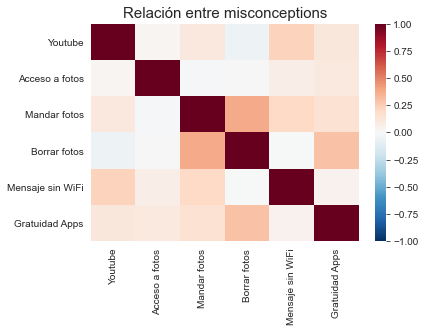 Relación entre misconceptions
Youtube
Acceso a fotos
Mandar fotos
Borrar fotos
Mensaje sin WiFi
Gratuidad Apps
Youtube
Acceso a fotos
Mandar fotos
Borrar fotos
Mensaje sin WiFi
Gratuidad Apps
1.00
0.75
0.50
0.25
0.00
−0.25
−0.50
−0.75
−1.00